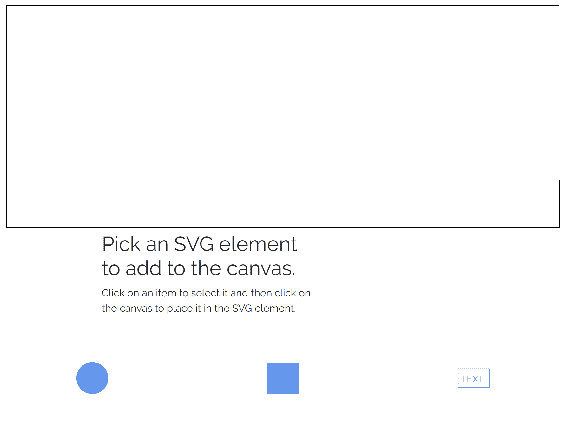 Pick an SVG element
to add to the canvas.
Click on an item to select it and then click on
the canvas to place it in the SVG element.
TEXT